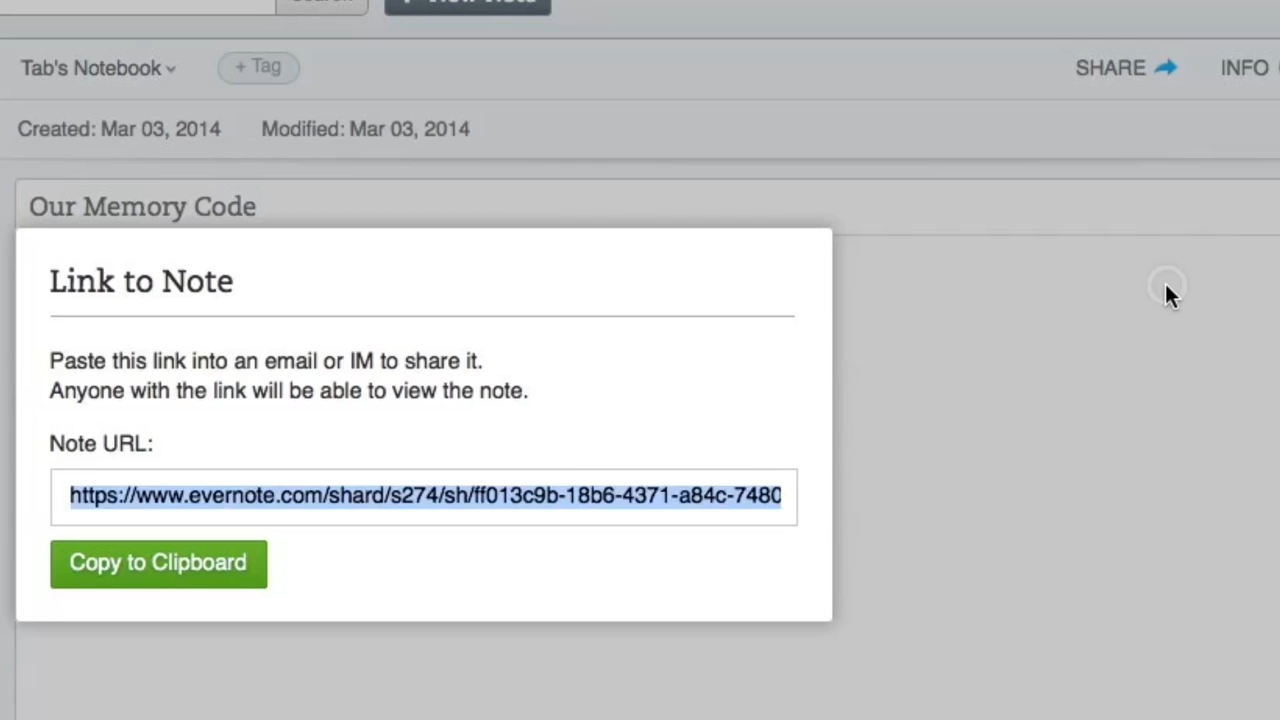 Tab's Notebook
+ Tag
SHARE
INFO
Created: Mar 03, 2014
Modified: Mar 03, 2014
Our Memory Code
Link to Note
Paste this link into an email or IM to share it.
Anyone with the link will be able to view the note.
Note URL:
https://www.evernote.com/shard/s274/sh/ff013c9b-18b6-4371-a84c-7480
Copy to Clipboard